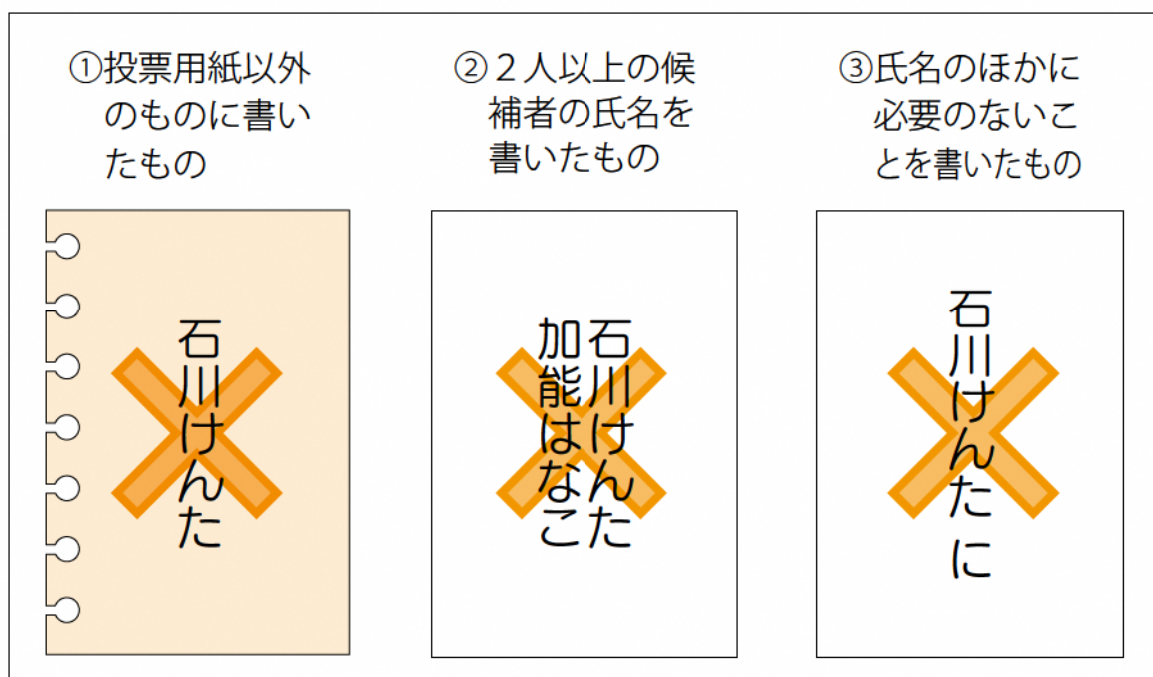 ①投票用紙以外
のものに書い
たもの
石川けんた
②２人以上の候
補者の氏名を
書いたもの
石川けんた
加能はなこ
③氏名のほかに
必要のないこ
とを書いたもの
石川けんたに